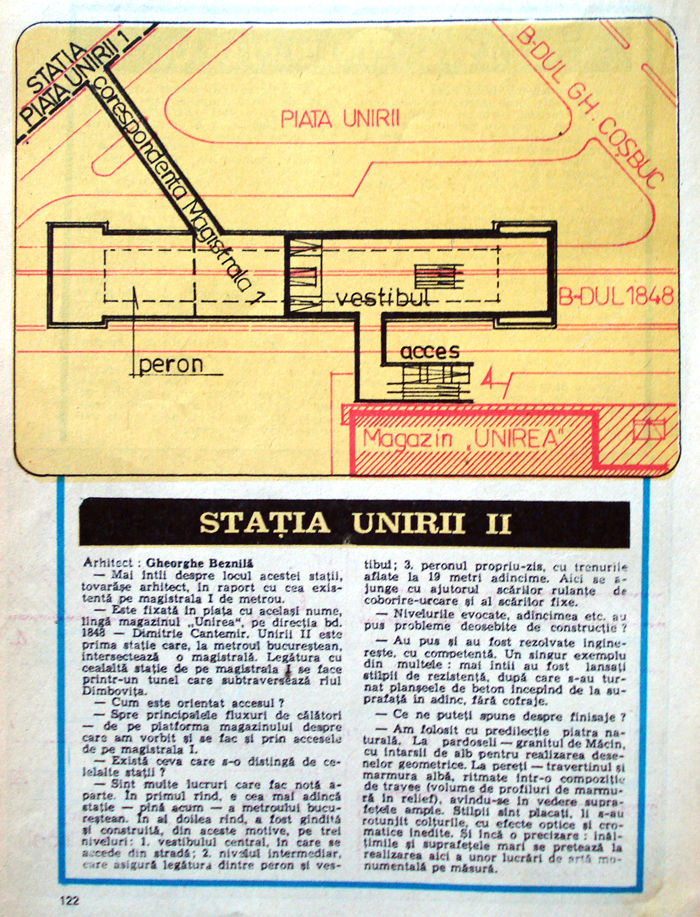 STAȚIA
PIAȚA UNIRII 1
corespondența Magistrala 1
PIAȚA UNIRII
B-DUL GH. COȘBUC
vestibul
B-DUL 1848
peron
acces
Magazin „UNIREA"
STAȚIA UNIRII II
Arhitect : Gheorghe Beznilă
— Mai întîi despre locul acestei stații,
tovarășe arhitect, în raport cu cea exis-
tentă pe magistrala I de metrou.
— Este fixată în piața cu același nume,
lîngă magazinul „Unirea“, pe direcția bd.
1848 — Dimitrie Cantemir. Unirii II este
prima stație care, la metroul bucureștean,
intersectează o magistrală. Legătura cu
cealaltă stație de pe magistrala I se face
printr-un tunel care subtraversează rîul
Dîmbovița.
— Cum este orientat accesul ?
— Spre principalele fluxuri de călători
— de pe platforma magazinului despre
care am vorbit și se fac și prin accesele
de pe magistrala I.
— Există ceva care s-o distingă de ce-
lelalte stații ?
— Sînt multe lucruri care fac notă a-
parte. În primul rînd, e cea mai adîncă
stație — pînă acum — a metroului bucu-
reștean. În al doilea rînd, a fost gîndită
și construită, din aceste motive, pe trei
niveluri: 1. vestibulul central, în care se
accede din stradă; 2. nivelul intermediar,
care asigură legătura dintre peron și ves-
tibul; 3. peronul propriu-zis, cu trenurile
aflate la 19 metri adîncime. Aici se a-
junge cu ajutorul scărilor rulante de
coborîre-urcare și al scărilor fixe.
— Nivelurile evocate, adîncimea etc. au
pus probleme deosebite de construcție ?
— Au pus și au fost rezolvate ingine-
rește, cu competență. Un singur exemplu
din multele : mai întîi au fost lansați
stîlpii de rezistență, după care s-au tur-
nat planșeele de beton începînd de la su-
prafață în adînc, fără cofraje.
— Ce ne puteți spune despre finisaje ?
— Am folosit cu predilecție piatra na-
turală. La pardoseli — granitul de Măcin,
cu intarsii de alb pentru realizarea dese-
nelor geometrice. La pereți — travertinul și
marmura albă, ritmate într-o compoziție
de travee (volume de profiluri de marmu-
ră în relief), avîndu-se în vedere supra-
fețele ample. Stîlpii sînt placați, li s-au
rotunjit colțurile, cu efecte optice și cro-
matice inedite. Și încă o precizare : înăl-
țimile și suprafețele mari se pretează la
realizarea aici a unor lucrări de artă mo-
numentală pe măsură.
122